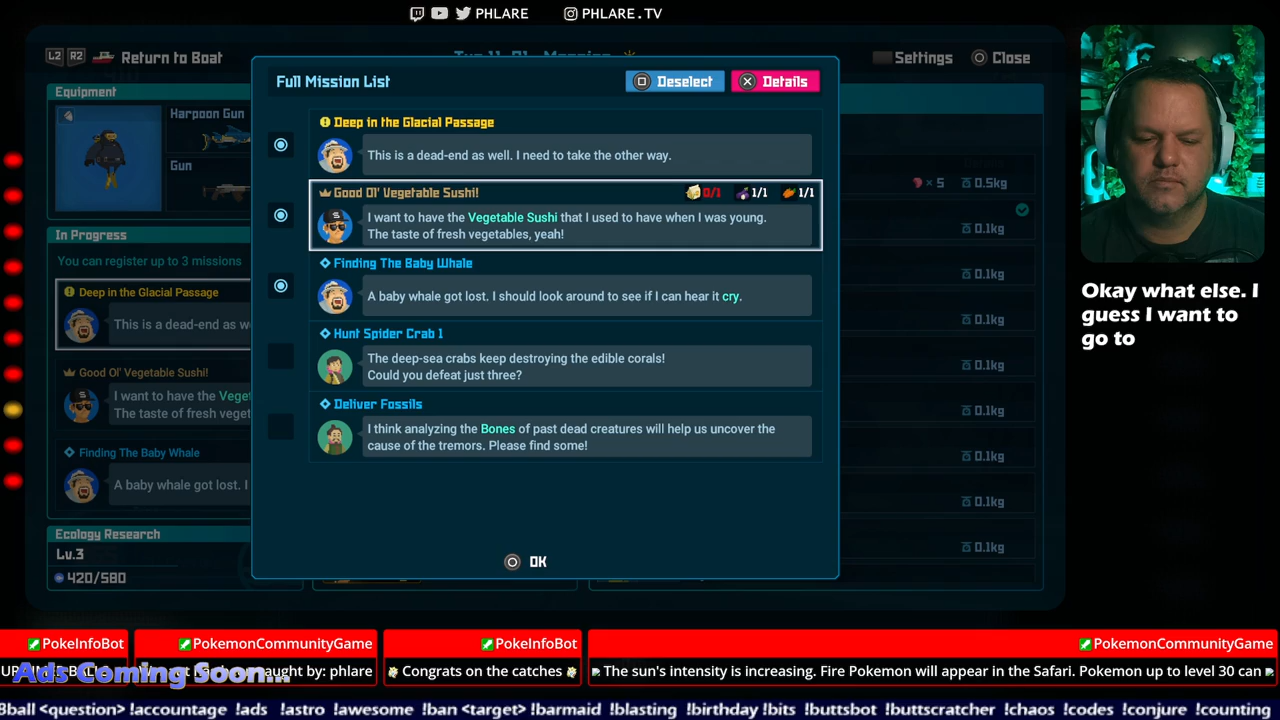 PHLARE
PHLARE.TV
L2 R2 Return to Boat
Settings
Close
Equipment
Harpoon Gun
Gun
In Progress
You can register up to 3 missions
Deep in the Glacial Passage
This is a dead-end as we
Good Ol' Vegetable Sushi!
I want to have the Veget
The taste of fresh veget
Finding The Baby Whale
A baby whale got lost. I
Ecology Research
Lv.3
420/580
Full Mission List
Deselect
Details
Deep in the Glacial Passage
This is a dead-end as well. I need to take the other way.
Good Ol' Vegetable Sushi!
0/1 1/1 1/1
I want to have the Vegetable Sushi that I used to have when I was young.
The taste of fresh vegetables, yeah!
Finding The Baby Whale
A baby whale got lost. I should look around to see if I can hear it cry.
Hunt Spider Crab 1
The deep-sea crabs keep destroying the edible corals!
Could you defeat just three?
Deliver Fossils
I think analyzing the Bones of past dead creatures will help us uncover the
cause of the tremors. Please find some!
OK
× 5 0.5kg
0.1kg
0.1kg
0.1kg
0.1kg
0.1kg
0.1kg
0.1kg
0.1kg
Okay what else. I
guess I want to
go to
PokeInfoBot
PokemonCommunityGame
PokeInfoBot
PokemonCommunityGame
aught by: phlare
Congrats on the catches
The sun's intensity is increasing. Fire Pokemon will appear in the Safari. Pokemon up to level 30 can
Ads Coming Soon...
8ball <question> !accountage !ads !astro !awesome !ban <target> !barmaid !blasting !birthday !bits !buttsbot !buttscratcher !chaos !codes !conjure !counting